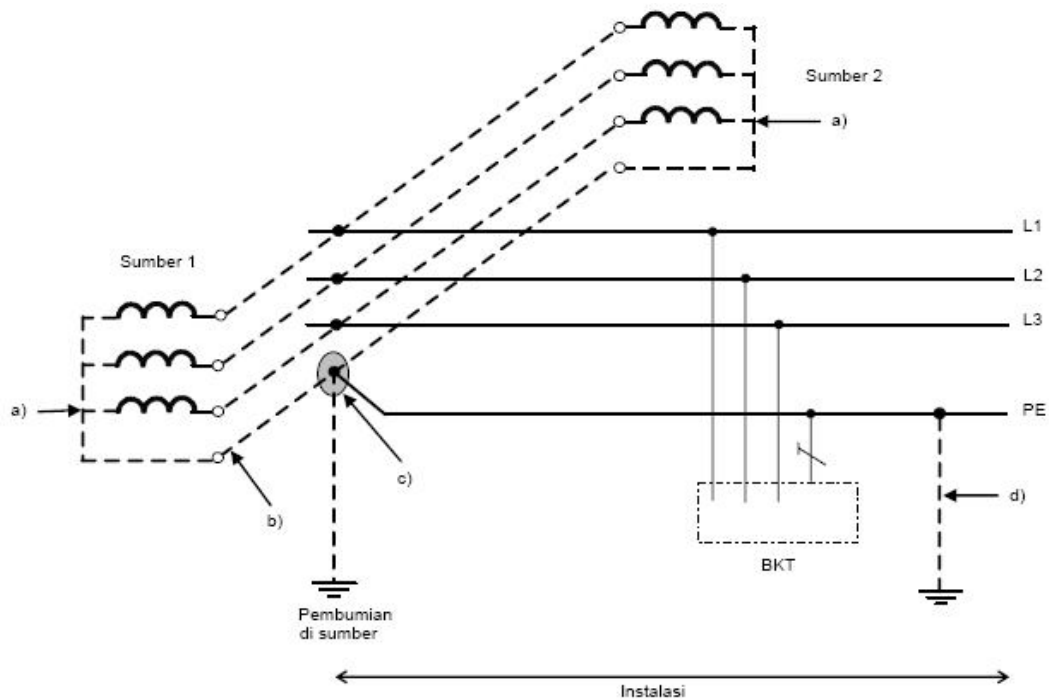 Sumber 2
a)
L1
Sumber 1
L2
L3
a)
PE
c)
b)
d)
BKT
Pembumian
di sumber
Instalasi